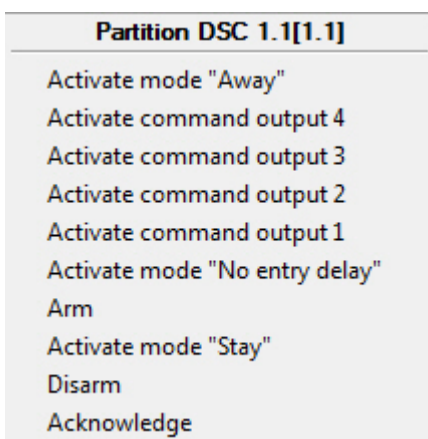 Partition DSC 1.1[1.1]
Activate mode "Away"
Activate command output 4
Activate command output 3
Activate command output 2
Activate command output 1
Activate mode "No entry delay"
Arm
Activate mode "Stay"
Disarm
Acknowledge